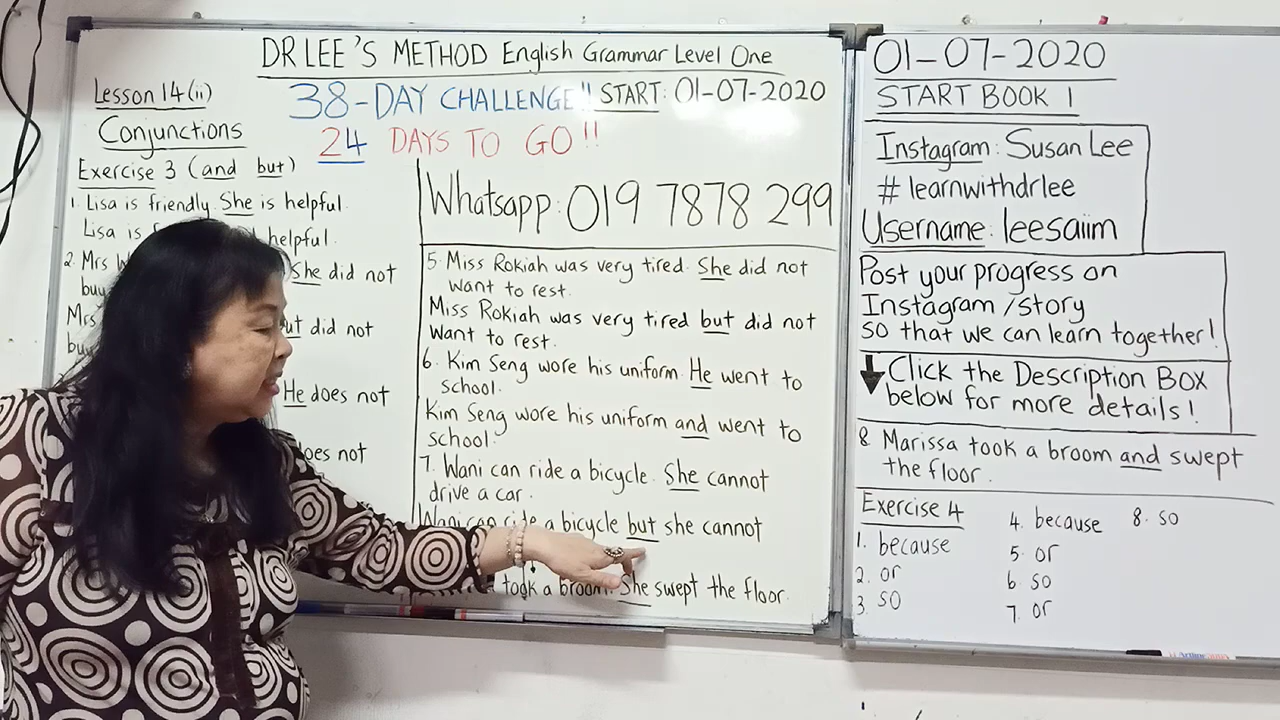 DR LEE'S METHOD English Grammar Level One
Lesson 14(ii)
38-DAY CHALLENGE!! START: 01-07-2020
Conjunctions
24 DAYS TO GO!!
Exercise 3 (and but)
1. Lisa is friendly. She is helpful.
Lisa is helpful.
2. Mrs She did not
buy
Mrs but did not
buy
He does not
does not
Whatsapp: 019 7878 299
5. Miss Rokiah was very tired. She did not
want to rest.
Miss Rokiah was very tired but did not
want to rest.
6. Kim Seng wore his uniform. He went to
school.
Kim Seng wore his uniform and went to
school.
7. Wani can ride a bicycle. She cannot
drive a car.
Wani can ride a bicycle but she cannot
took a broom. She swept the floor.
01-07-2020
START BOOK 1
Instagram: Susan Lee
# learnwithdrlee
Username: leesaiim
Post your progress on
Instagram/story
so that we can learn together!
Click the Description BOX
below for more details!
8. Marissa took a broom and swept
the floor.
Exercise 4
1. because
2. or
3. so
4. because
5. or
6. so
7. or
8. so